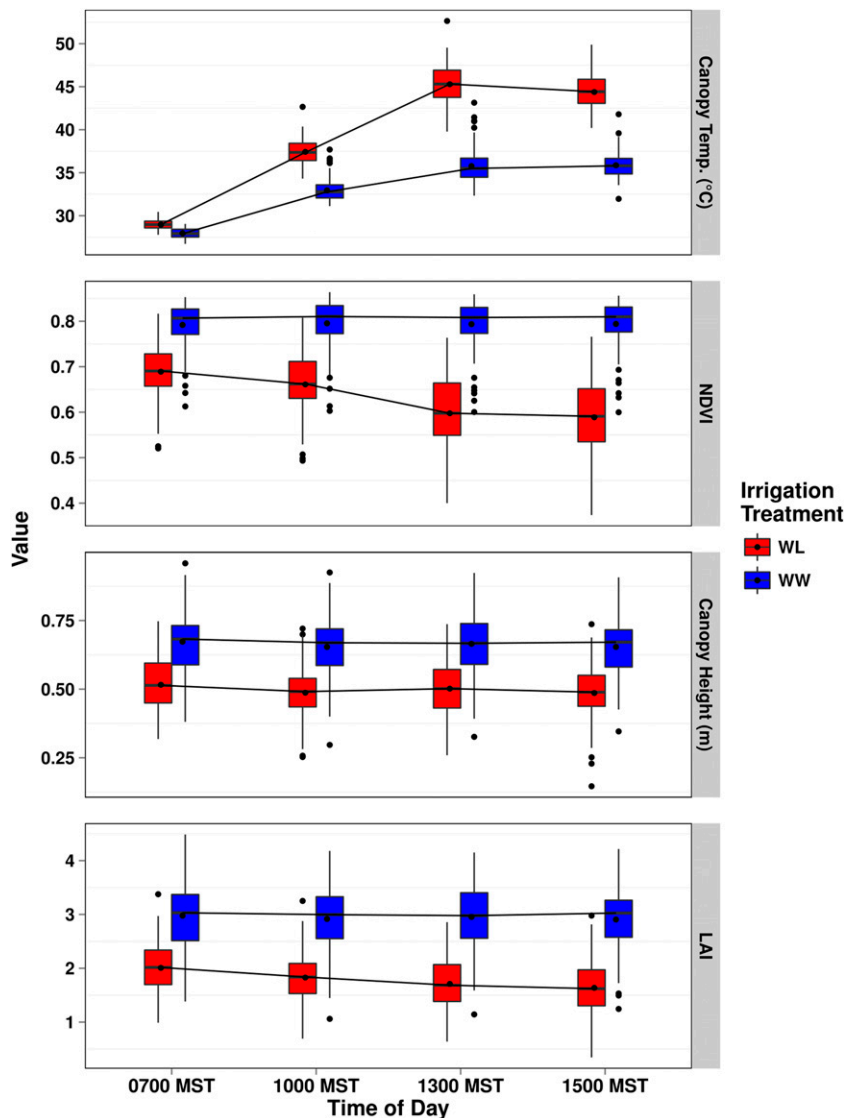 50
45
40
35
30
Canopy Temp. (°C)
0.8
0.7
0.6
0.5
0.4
NDVI
Value
0.75
0.50
0.25
Canopy Height (m)
4
3
2
1
LAI
0700 MST 1000 MST 1300 MST 1500 MST
Time of Day
Irrigation
Treatment
WL
WW